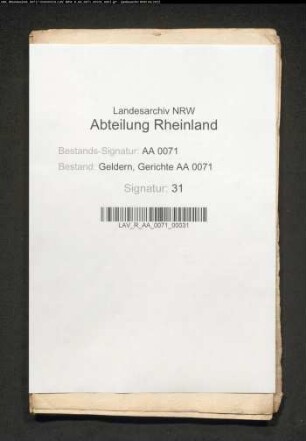 Landesarchiv NRW
Abteilung Rheinland
Bestands-Signatur: AA 0071
Bestand: Geldern, Gerichte AA 0071
Signatur: 31
LAV_R_AA_0071_00031